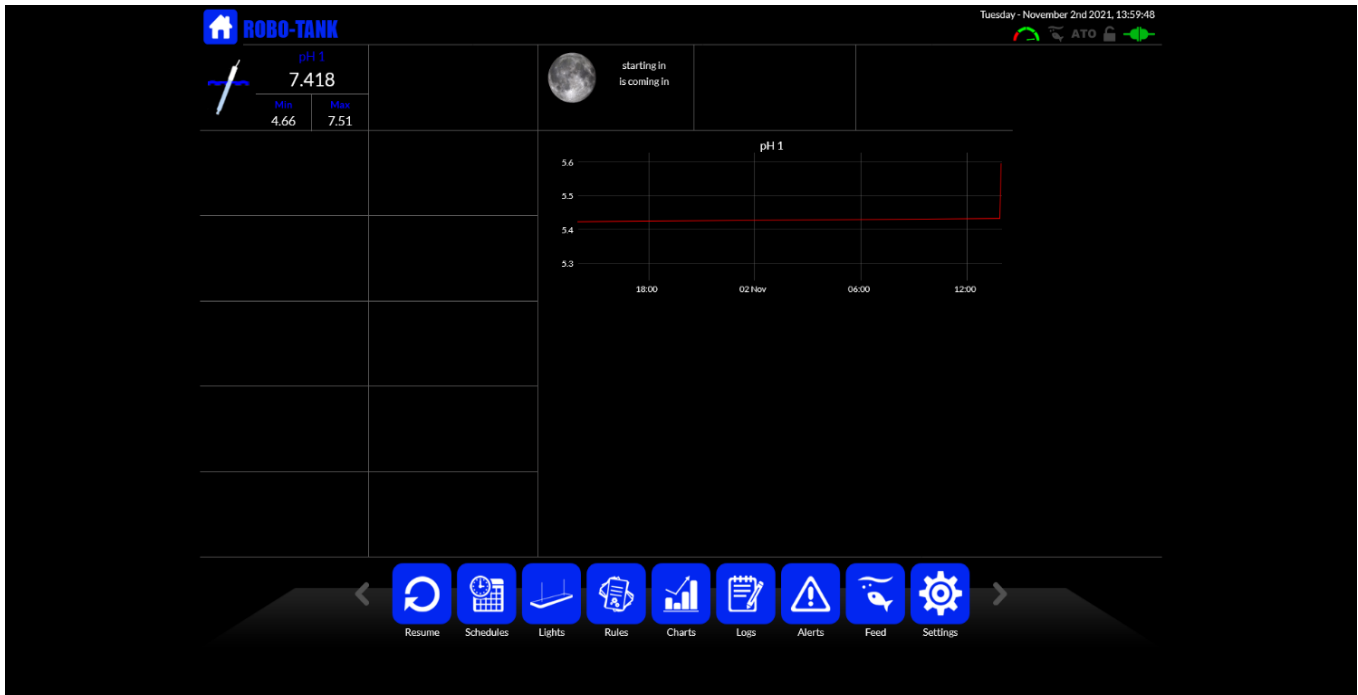 ROBO-TANK
Tuesday - November 2nd 2021, 13:59:48
ATO
pH 1
7.418
Min Max
4.66 7.51
starting in
is coming in
pH 1
5.6
5.5
5.4
5.3
18:00 02 Nov 06:00 12:00
Resume Schedules Lights Rules Charts Logs Alerts Feed Settings